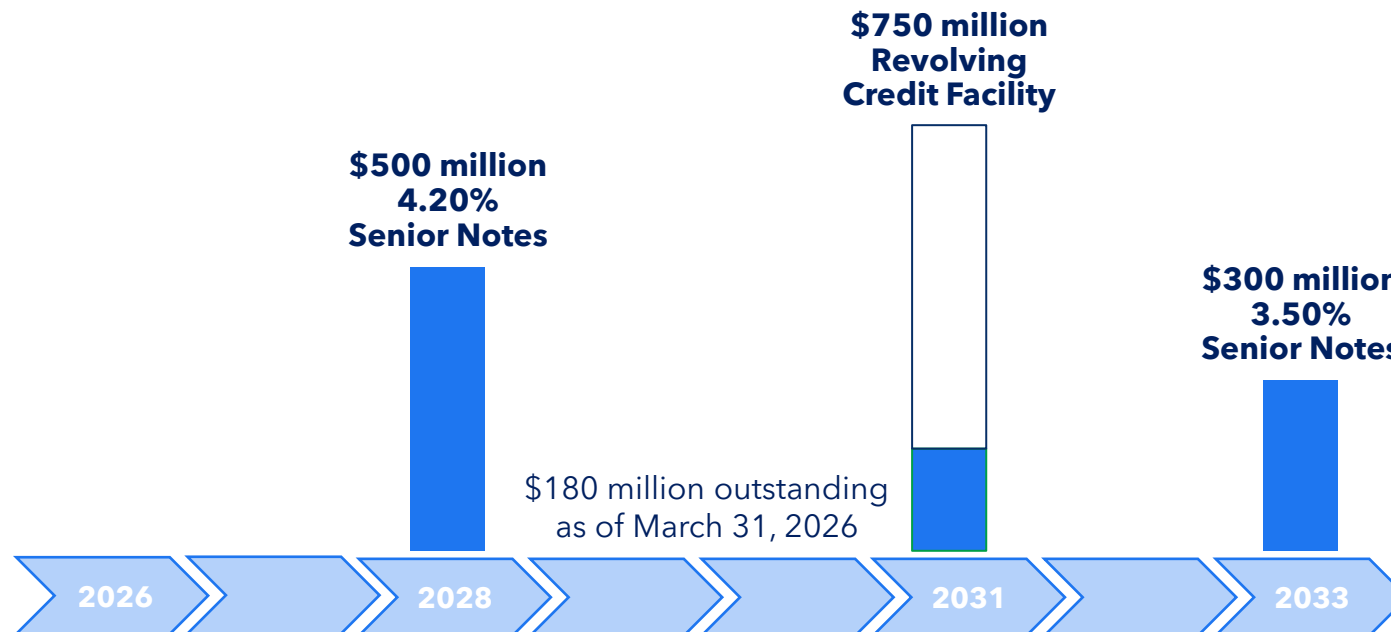 $750 million
Revolving
Credit Facility
$500 million
4.20%
Senior Notes
$300 million
3.50%
Senior Notes
$180 million outstanding
as of March 31, 2026
2026
2028
2031
2033